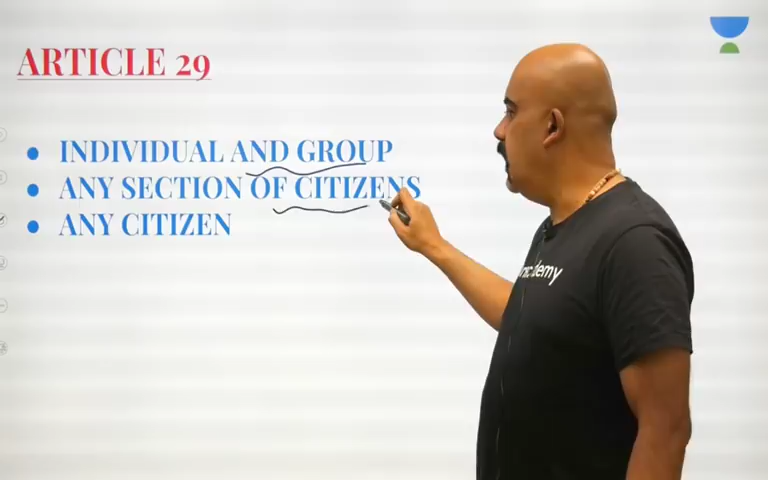 ARTICLE 29
INDIVIDUAL AND GROUP
ANY SECTION OF CITIZENS
ANY CITIZEN